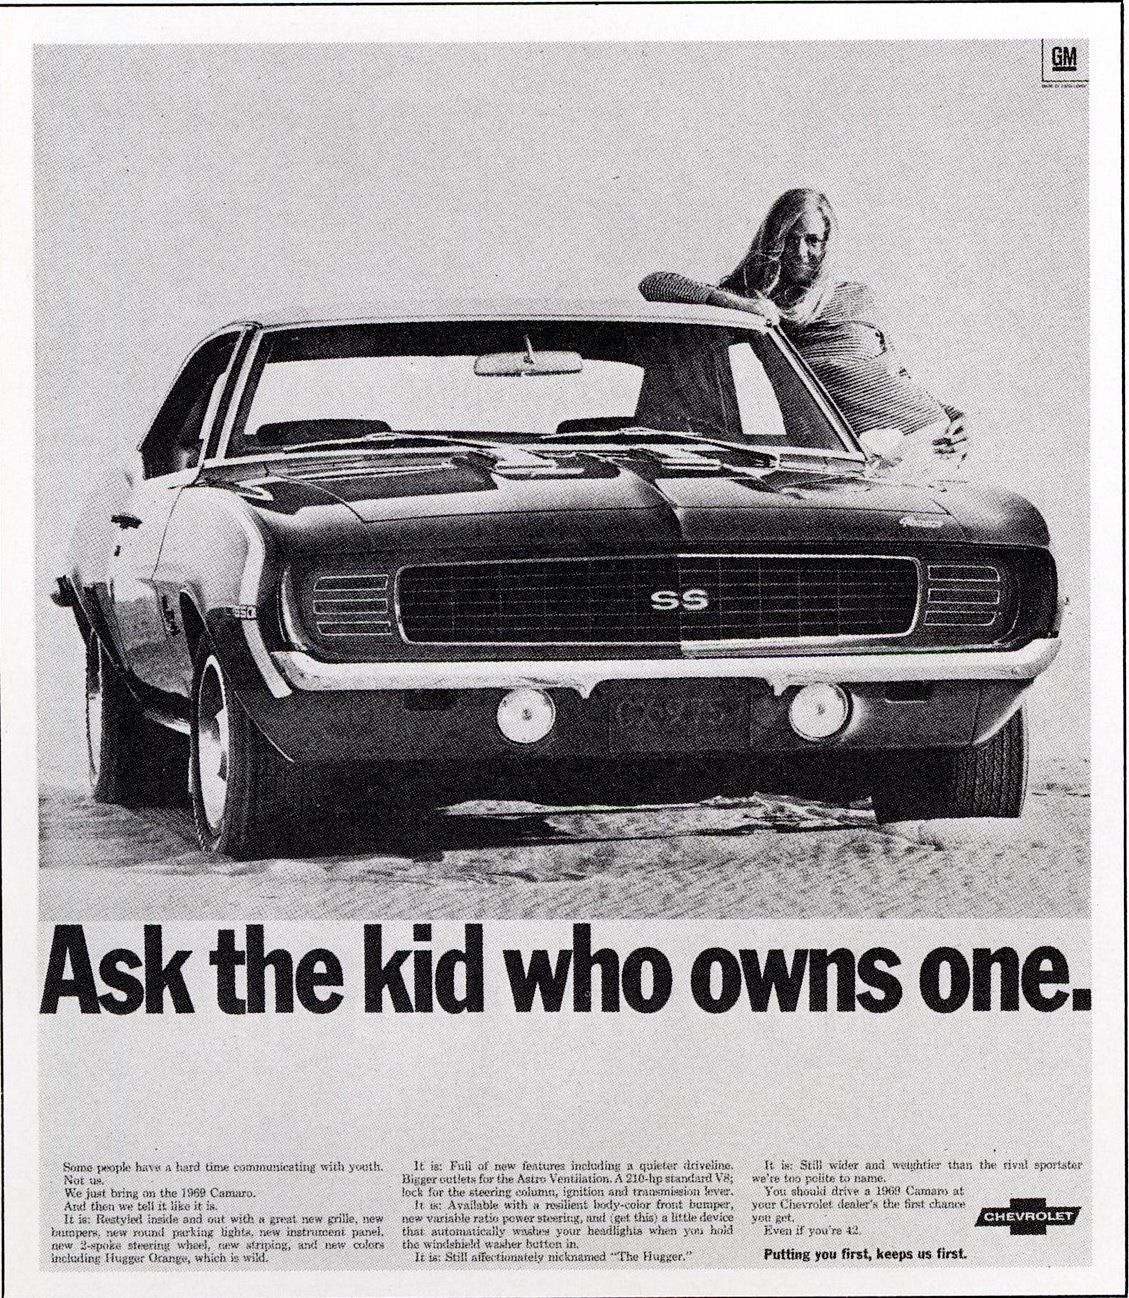 GM
SS
Ask the kid who owns one.
Some people have a hard time communicating with youth.
Not us.
We just bring on the 1969 Camaro.
And then we tell it like it is.
It is: Restyled inside and out with a great new grille, new
bumpers, new round parking lights, new instrument panel,
new 2-spoke steering wheel, new striping, and new colors
including Hugger Orange, which is wild.
It is: Full of new features including a quieter driveline.
Bigger outlets for the Astro Ventilation. A 210-hp standard V8;
lock for the steering column, ignition and transmission lever.
It is: Available with a resilient body-color front bumper,
new variable ratio power steering, and (get this) a little device
that automatically washes your headlights when you hold
the windshield washer button in.
It is: Still affectionately nicknamed "The Hugger."
It is: Still wider and weightier than the rival sportster
we're too polite to name.
You should drive a 1969 Camaro at
your Chevrolet dealer's the first chance
you get.
Even if you're 42.
Putting you first, keeps us first.
CHEVROLET